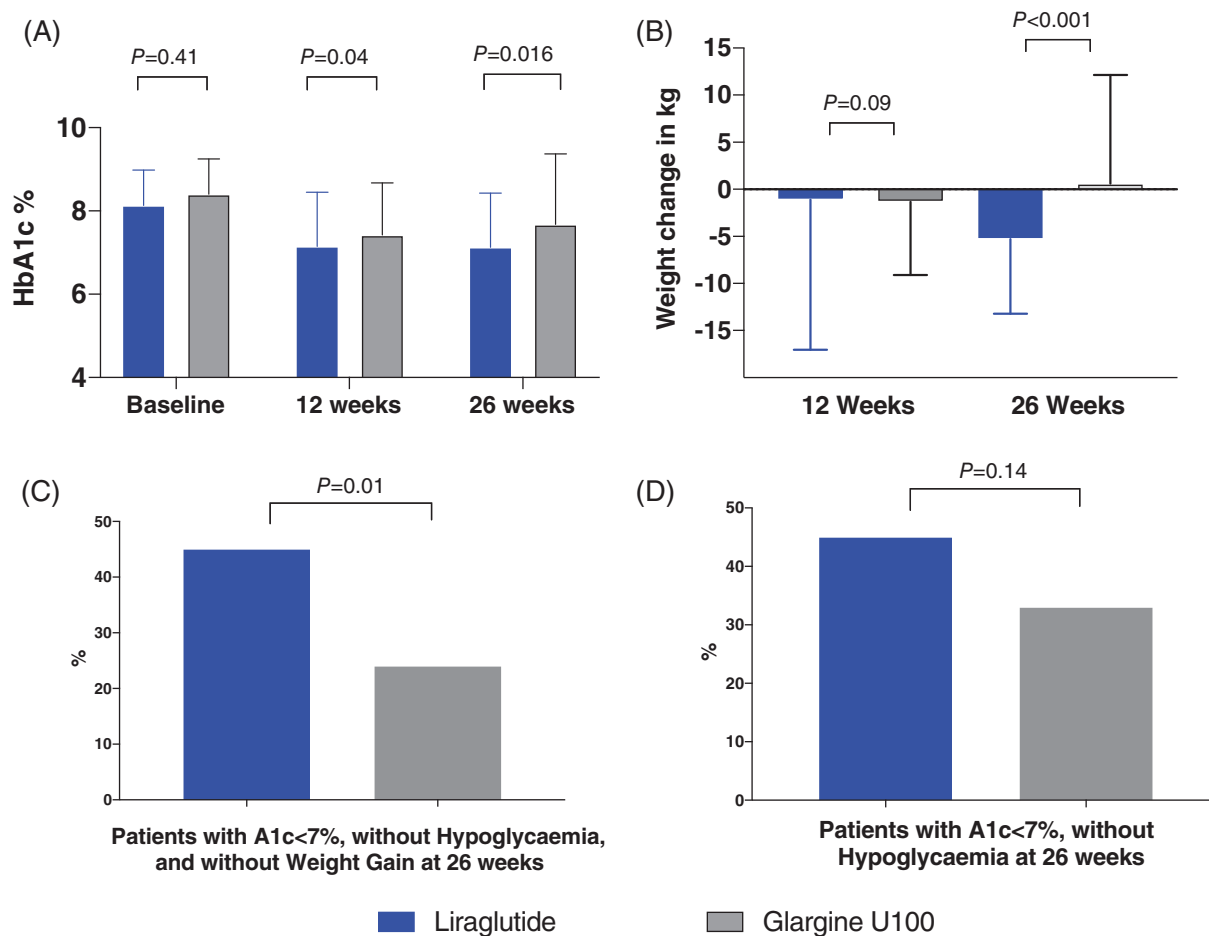 (A)
P=0.41
P=0.04
P=0.016
HbA1c %
10
8
6
4
Baseline
12 weeks
26 weeks
(B)
P<0.001
P=0.09
Weight change in kg
15
10
5
0
-5
-10
-15
12 Weeks
26 Weeks
(C)
P=0.01
%
50
40
30
20
10
0
Patients with A1c<7%, without Hypoglycaemia,
and without Weight Gain at 26 weeks
(D)
P=0.14
%
50
40
30
20
10
0
Patients with A1c<7%, without
Hypoglycaemia at 26 weeks
Liraglutide
Glargine U100